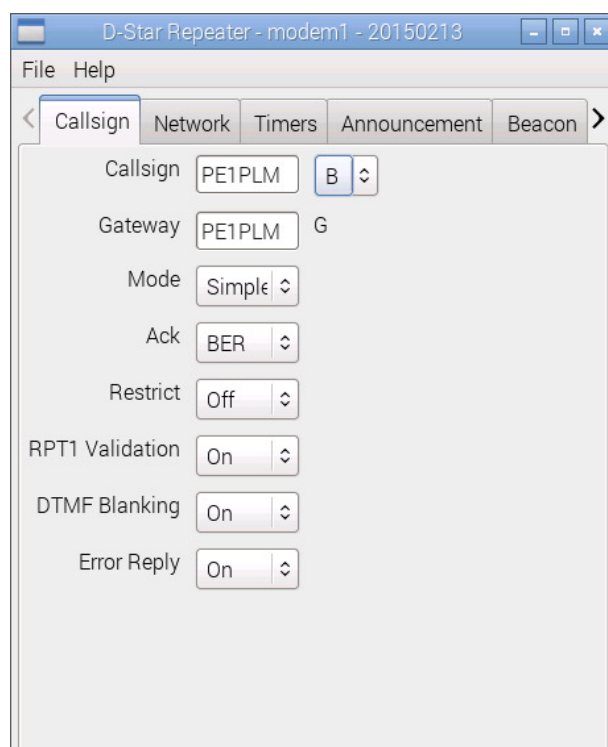 D-Star Repeater - modem1 - 20150213
File Help
Callsign Network Timers Announcement Beacon
Callsign PE1PLM B
Gateway PE1PLM G
Mode Simple
Ack BER
Restrict Off
RPT1 Validation On
DTMF Blanking On
Error Reply On